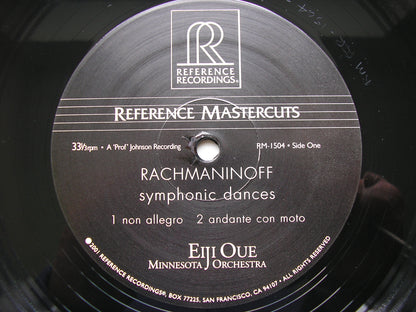 R
REFERENCE
RECORDINGS®
REFERENCE MASTERCUTS
33⅓rpm • A 'Prof' Johnson Recording RM-1504 • Side One
RACHMANINOFF
symphonic dances
1 non allegro 2 andante con moto
EIJI OUE
MINNESOTA ORCHESTRA
℗2001 REFERENCE RECORDINGS®, BOX 77225, SAN FRANCISCO, CA 94107 • ALL RIGHTS RESERVED